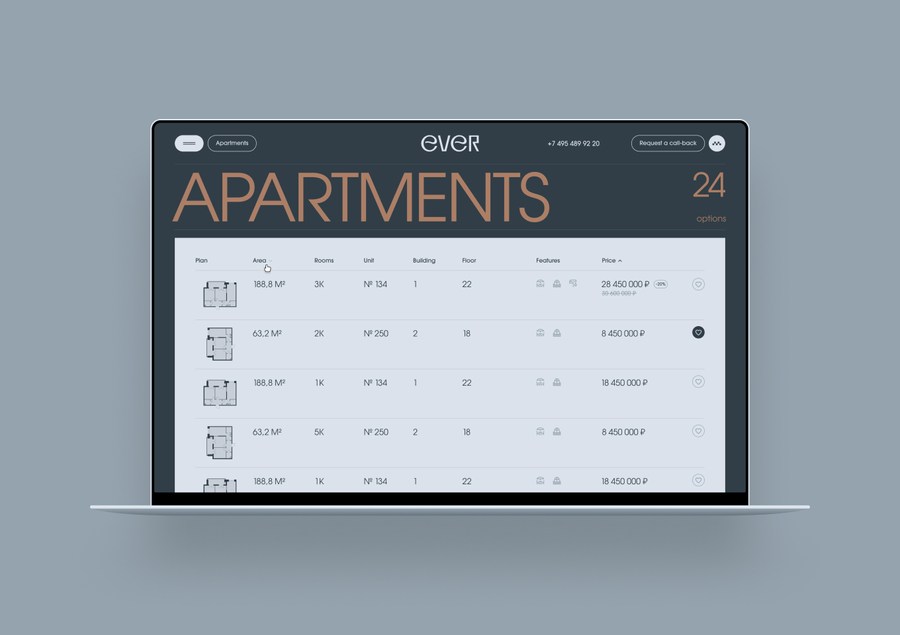 Apartments
ever
+7 495 489 92 20
Request a call-back
APARTMENTS
24
options
Plan Area Rooms Unit Building Floor Features Price
188,8 M² 3K № 134 1 22 28 450 000 ₽ -20%
63,2 M² 2K № 250 2 18 8 450 000 ₽
188,8 M² 1K № 134 1 22 18 450 000 ₽
63,2 M² 5K № 250 2 18 8 450 000 ₽
188,8 M² 1K № 134 1 22 18 450 000 ₽